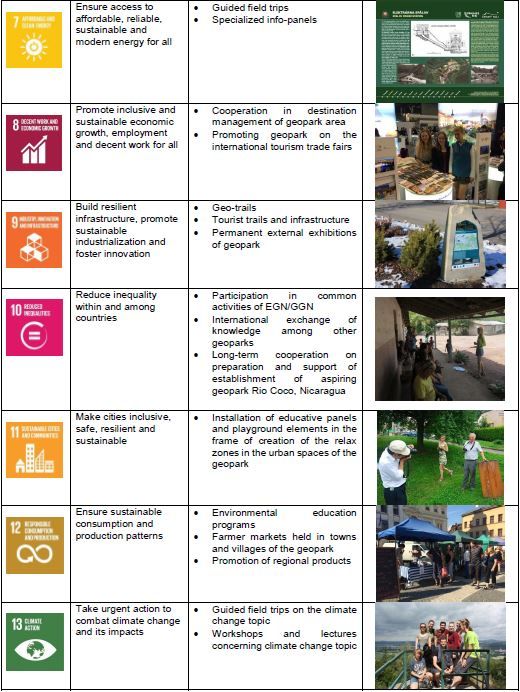 7 AFFORDABLE AND CLEAN ENERGY
Ensure access to
affordable, reliable,
sustainable and
modern energy for all
• Guided field trips
• Specialized info-panels
8 DECENT WORK AND
ECONOMIC GROWTH
Promote inclusive and
sustainable economic
growth, employment
and decent work for all
• Cooperation in destination
management of geopark area
• Promoting geopark on the
international tourism trade fairs
9 INDUSTRY, INNOVATION
AND INFRASTRUCTURE
Build resilient
infrastructure, promote
sustainable
industrialization and
foster innovation
• Geo-trails
• Tourist trails and infrastructure
• Permanent external exhibitions
of geopark
10 REDUCED
INEQUALITIES
Reduce inequality
within and among
countries
• Participation in common
activities of EGN/GGN
• International exchange of
knowledge among other
geoparks
• Long-term cooperation on
preparation and support of
establishment of aspiring
geopark Rio Coco, Nicaragua
11 SUSTAINABLE CITIES
AND COMMUNITIES
Make cities inclusive,
safe, resilient and
sustainable
• Installation of educative panels
and playground elements in the
frame of creation of the relax
zones in the urban spaces of the
geopark
12 RESPONSIBLE
CONSUMPTION
AND PRODUCTION
Ensure sustainable
consumption and
production patterns
• Environmental education
programs
• Farmer markets held in towns
and villages of the geopark
• Promotion of regional products
13 CLIMATE
ACTION
Take urgent action to
combat climate change
and its impacts
• Guided field trips on the climate
change topic
• Workshops and lectures
concerning climate change topic